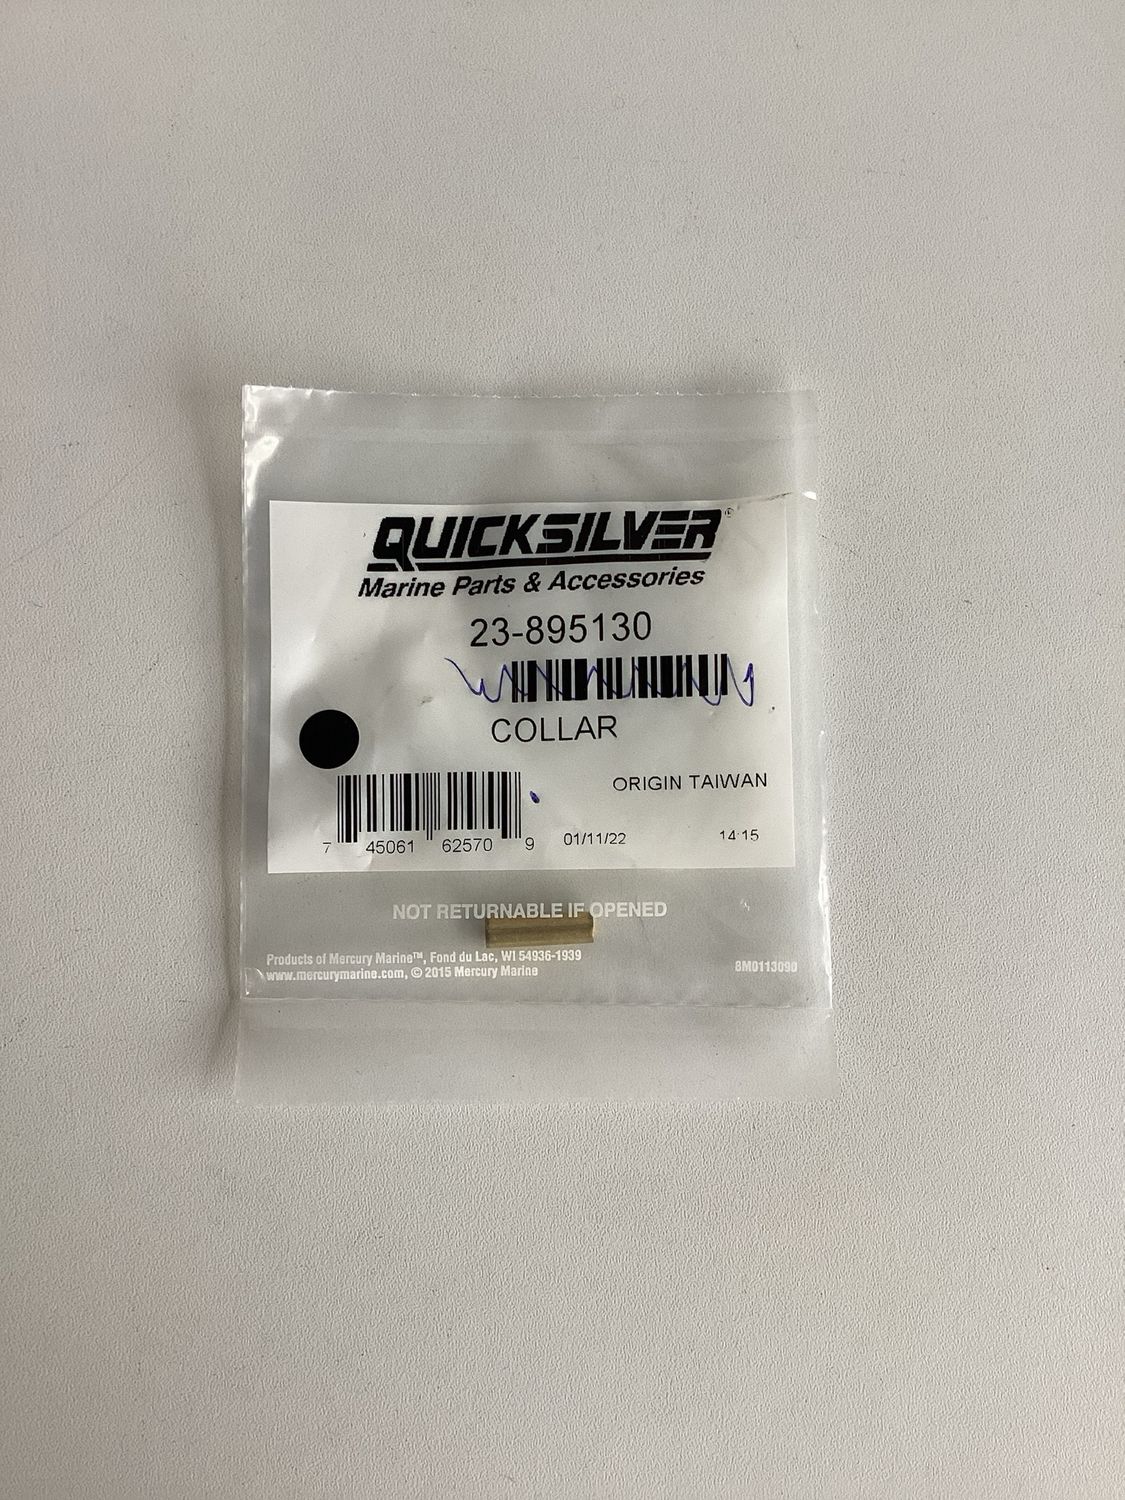 QUICKSILVER®
Marine Parts & Accessories
23-895130
COLLAR
ORIGIN TAIWAN
7 45061 62570 9 01/11/22 14:15
NOT RETURNABLE IF OPENED
Products of Mercury Marine™, Fond du Lac, WI 54936-1939
www.mercurymarine.com, © 2015 Mercury Marine 8M0113090